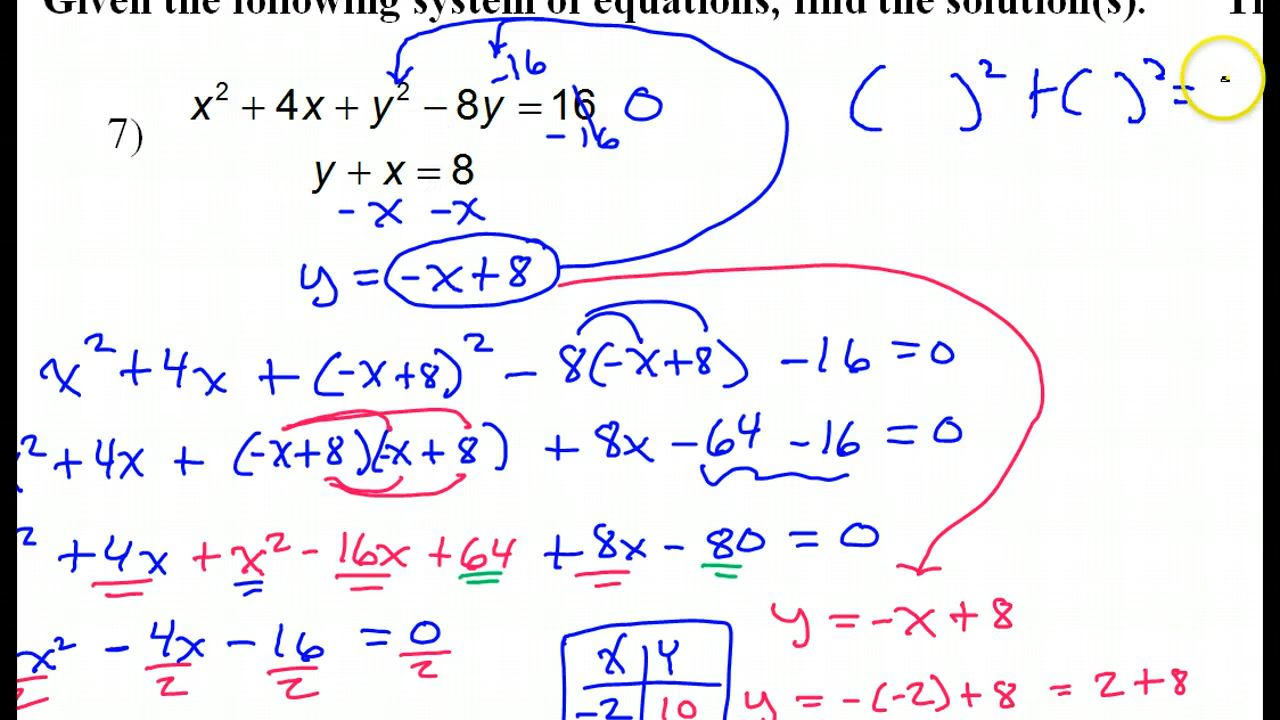 Given the following system of equations, find the solution(s).
-16
x² + 4x + y² − 8y = 16 0
( )² + ( )² =
7)
- 16
y + x = 8
- x - x
y = -x + 8
x² + 4x + (-x+8)² - 8(-x+8) - 16 = 0
² + 4x + (-x+8)(-x+8) + 8x - 64 - 16 = 0
² + 4x + x² - 16x + 64 + 8x - 80 = 0
y = -x + 8
x² - 4x - 16 = 0
2 2 2 2
x y
y = -(-2) + 8 = 2 + 8
-2 10